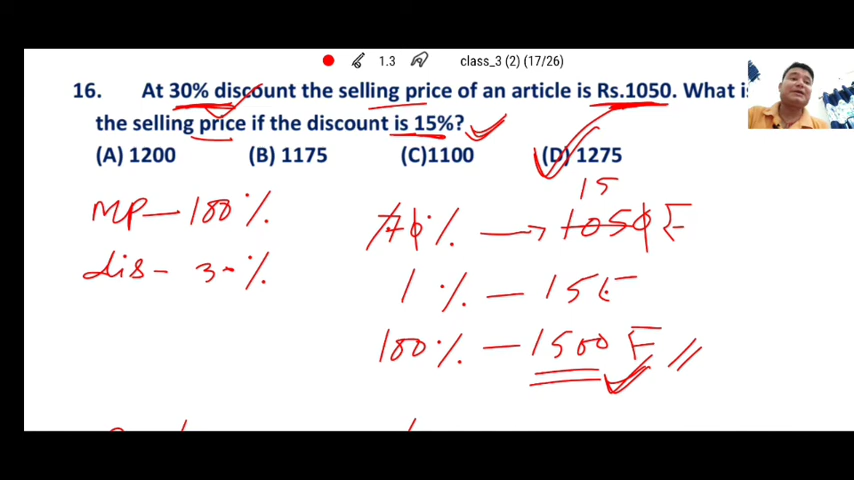 1.3 class_3 (2) (17/26)
16. At 30% discount the selling price of an article is Rs.1050. What is
the selling price if the discount is 15%?
(A) 1200 (B) 1175 (C)1100 (D) 1275
15
MP — 100 % 70 % → 1050 ₹
dis — 30 % 1 % — 15 ₹
100 % — 1500 ₹